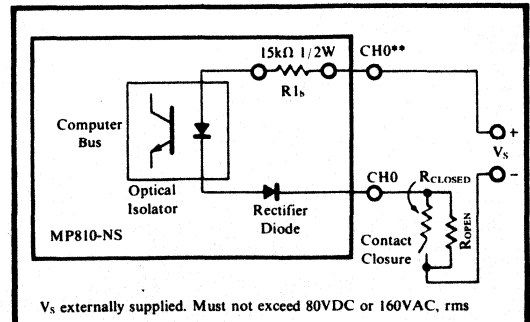 15kΩ 1/2W
CH0**
R1b
Computer
Bus
+
Vs
−
Optical
Isolator
Rectifier
Diode
CH0
RCLOSED
ROPEN
Contact
Closure
MP810-NS
Vs externally supplied. Must not exceed 80VDC or 160VAC, rms